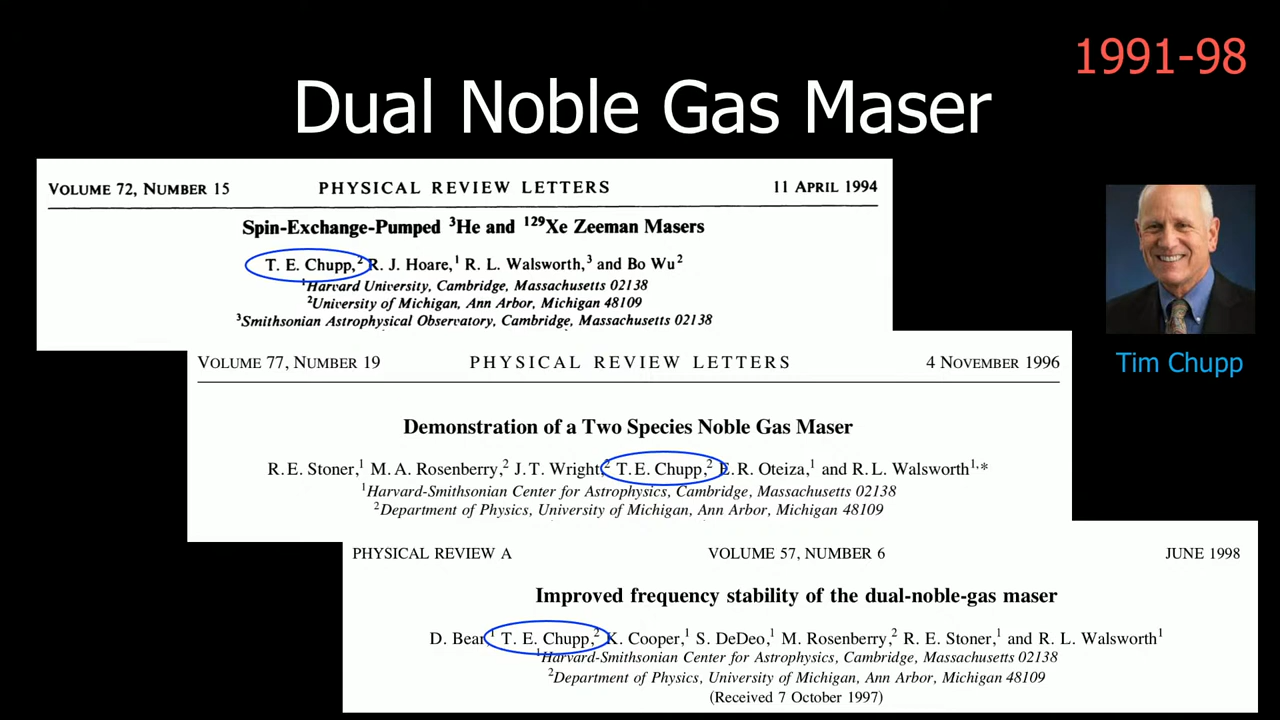 1991-98
Dual Noble Gas Maser
VOLUME 72, NUMBER 15 PHYSICAL REVIEW LETTERS 11 APRIL 1994
Spin-Exchange-Pumped ³He and ¹²⁹Xe Zeeman Masers
T. E. Chupp,² R. J. Hoare,¹ R. L. Walsworth,³ and Bo Wu²
¹Harvard University, Cambridge, Massachusetts 02138
²University of Michigan, Ann Arbor, Michigan 48109
³Smithsonian Astrophysical Observatory, Cambridge, Massachusetts 02138
Tim Chupp
VOLUME 77, NUMBER 19 PHYSICAL REVIEW LETTERS 4 NOVEMBER 1996
Demonstration of a Two Species Noble Gas Maser
R. E. Stoner,¹ M. A. Rosenberry,² J. T. Wright,² T. E. Chupp,² E. R. Oteiza,¹ and R. L. Walsworth¹,*
¹Harvard-Smithsonian Center for Astrophysics, Cambridge, Massachusetts 02138
²Department of Physics, University of Michigan, Ann Arbor, Michigan 48109
PHYSICAL REVIEW A VOLUME 57, NUMBER 6 JUNE 1998
Improved frequency stability of the dual-noble-gas maser
D. Bear,¹ T. E. Chupp,² K. Cooper,¹ S. DeDeo,¹ M. Rosenberry,² R. E. Stoner,¹ and R. L. Walsworth¹
¹Harvard-Smithsonian Center for Astrophysics, Cambridge, Massachusetts 02138
²Department of Physics, University of Michigan, Ann Arbor, Michigan 48109
(Received 7 October 1997)